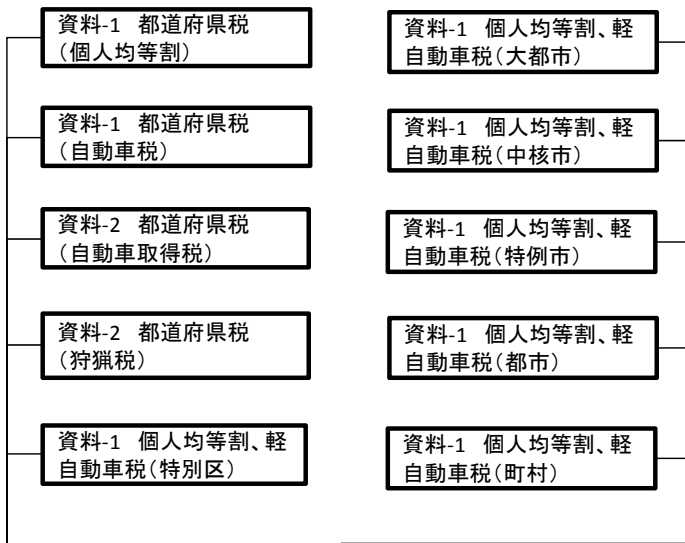 資料-1 都道府県税
（個人均等割）
資料-1 都道府県税
（自動車税）
資料-2 都道府県税
（自動車取得税）
資料-2 都道府県税
（狩猟税）
資料-1 個人均等割、軽
自動車税（特別区）
資料-1 個人均等割、軽
自動車税（大都市）
資料-1 個人均等割、軽
自動車税（中核市）
資料-1 個人均等割、軽
自動車税（特例市）
資料-1 個人均等割、軽
自動車税（都市）
資料-1 個人均等割、軽
自動車税（町村）